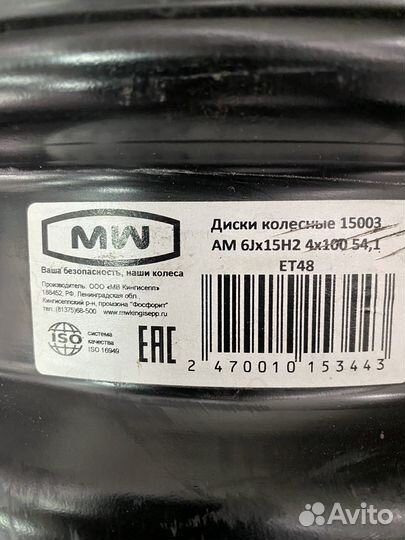 MW
Ваша безопасность, наши колеса
Производитель: ООО «МВ Кингисепп»
188452, РФ, Ленинградская обл.
Кингисеппский р-н, промзона "Фосфорит"
тел. (81375)68-500 www.mwkingisepp.ru
ISO
система
качества
ISO 16949
EAC
Диски колесные 15003
AM 6Jx15H2 4x100 54,1
ET48
2 470010 153443
Avito